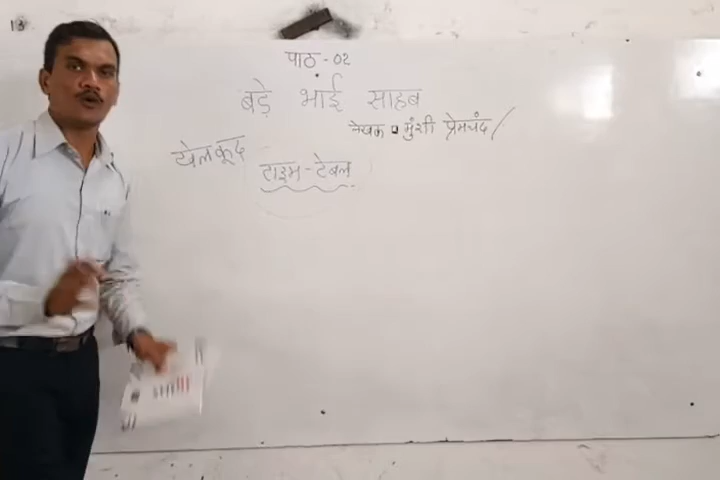 13
पाठ - 02
बड़े भाई साहब
लेखक मुंशी प्रेमचंद
खेलकूद
टाइम - टेबल